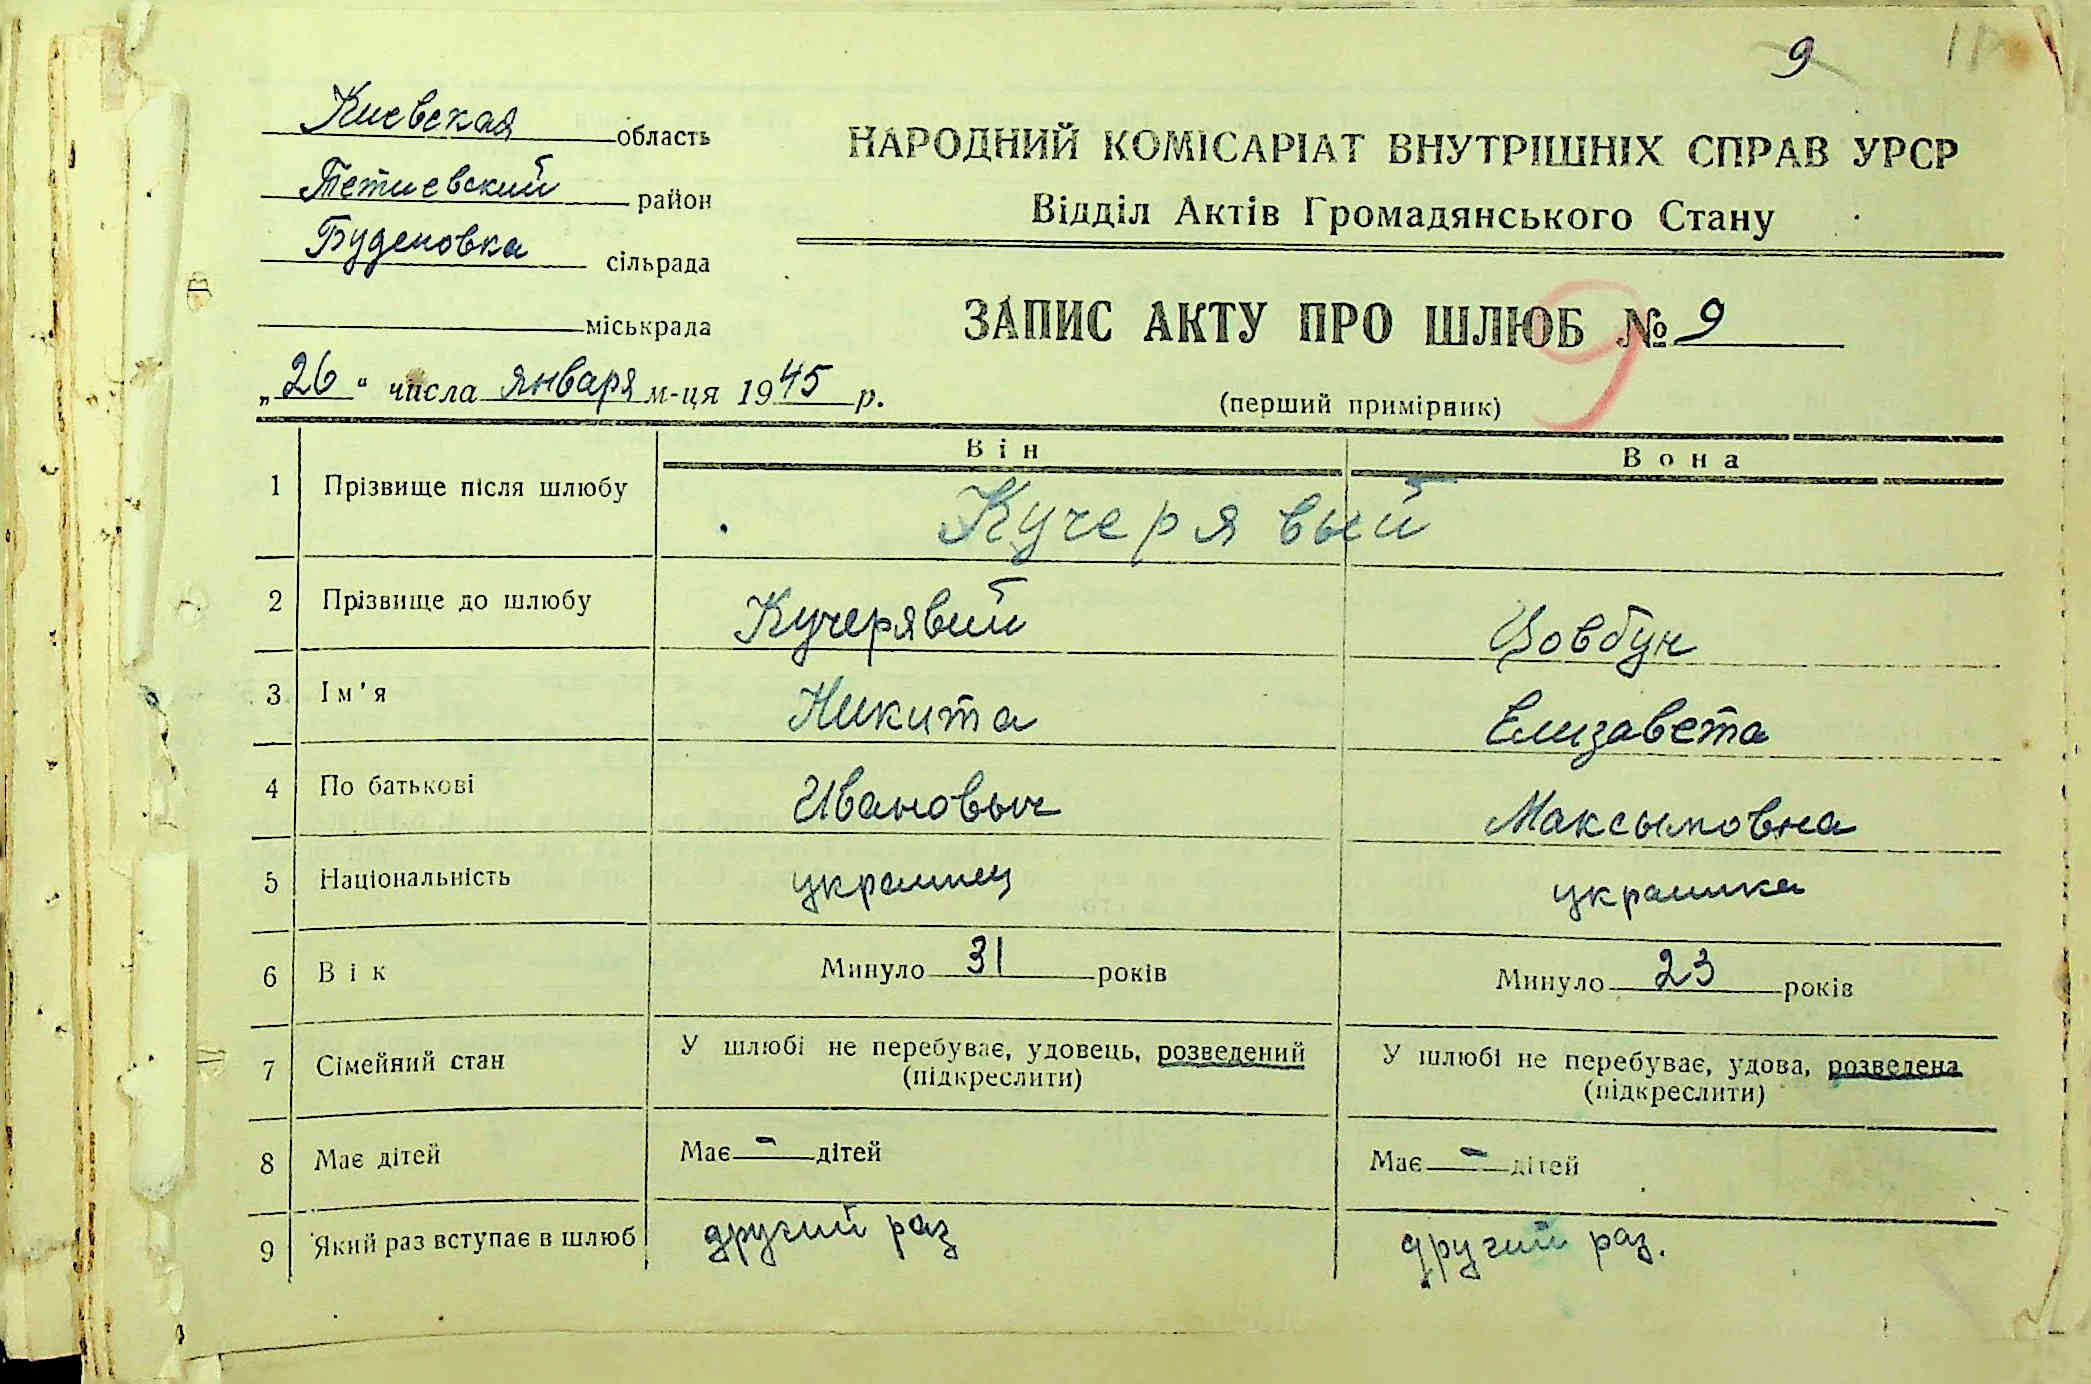 9
Киевская область
Тетиевский район
Буденовка сільрада
міськрада
„26“ числа января м-ця 1945 р.
НАРОДНИЙ КОМІСАРІАТ ВНУТРІШНІХ СПРАВ УРСР
Відділ Актів Громадянського Стану
ЗАПИС АКТУ ПРО ШЛЮБ № 9
9
(перший примірник)
Він Вона
1 Прізвище після шлюбу Кучерявый
2 Прізвище до шлюбу Кучерявий Цовбун
3 Ім'я Никита Елизавета
4 По батькові Ивановыч Максымовна
5 Національність украинец украинка
6 Вік Минуло 31 років Минуло 23 років
7 Сімейний стан У шлюбі не перебуває, удовець, розведений У шлюбі не перебуває, удова, розведена
(підкреслити) (підкреслити)
8 Має дітей Має - дітей Має - дітей
9 Який раз вступає в шлюб другий раз другий раз.